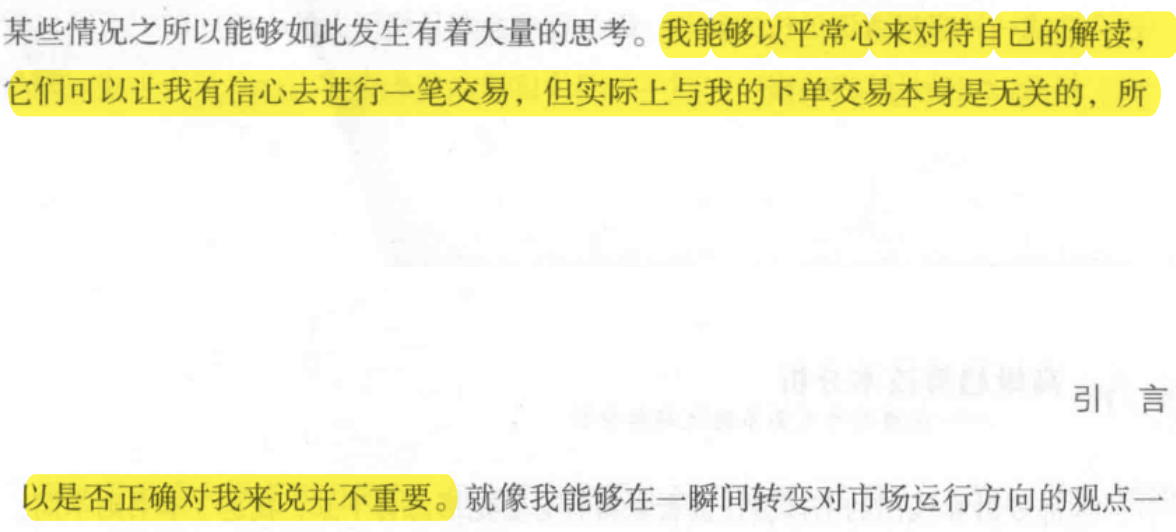 某些情况之所以能够如此发生有着大量的思考。我能够以平常心来对待自己的解读，
它们可以让我有信心去进行一笔交易，但实际上与我的下单交易本身是无关的，所
引 言
以是否正确对我来说并不重要。就像我能够在一瞬间转变对市场运行方向的观点一